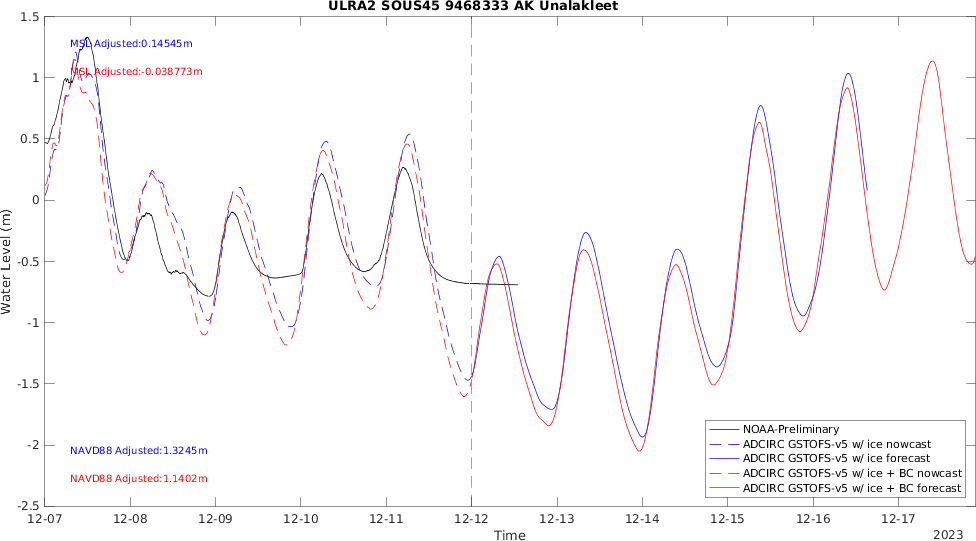 ULRA2 SOUS45 9468333 AK Unalakleet
1.5
1
0.5
0
-0.5
-1
-1.5
-2
-2.5
Water Level (m)
MSL Adjusted:0.14545m
MSL Adjusted:-0.038773m
NAVD88 Adjusted:1.3245m
NAVD88 Adjusted:1.1402m
NOAA-Preliminary
ADCIRC GSTOFS-v5 w/ ice nowcast
ADCIRC GSTOFS-v5 w/ ice forecast
ADCIRC GSTOFS-v5 w/ ice + BC nowcast
ADCIRC GSTOFS-v5 w/ ice + BC forecast
12-07 12-08 12-09 12-10 12-11 12-12 12-13 12-14 12-15 12-16 12-17
Time
2023